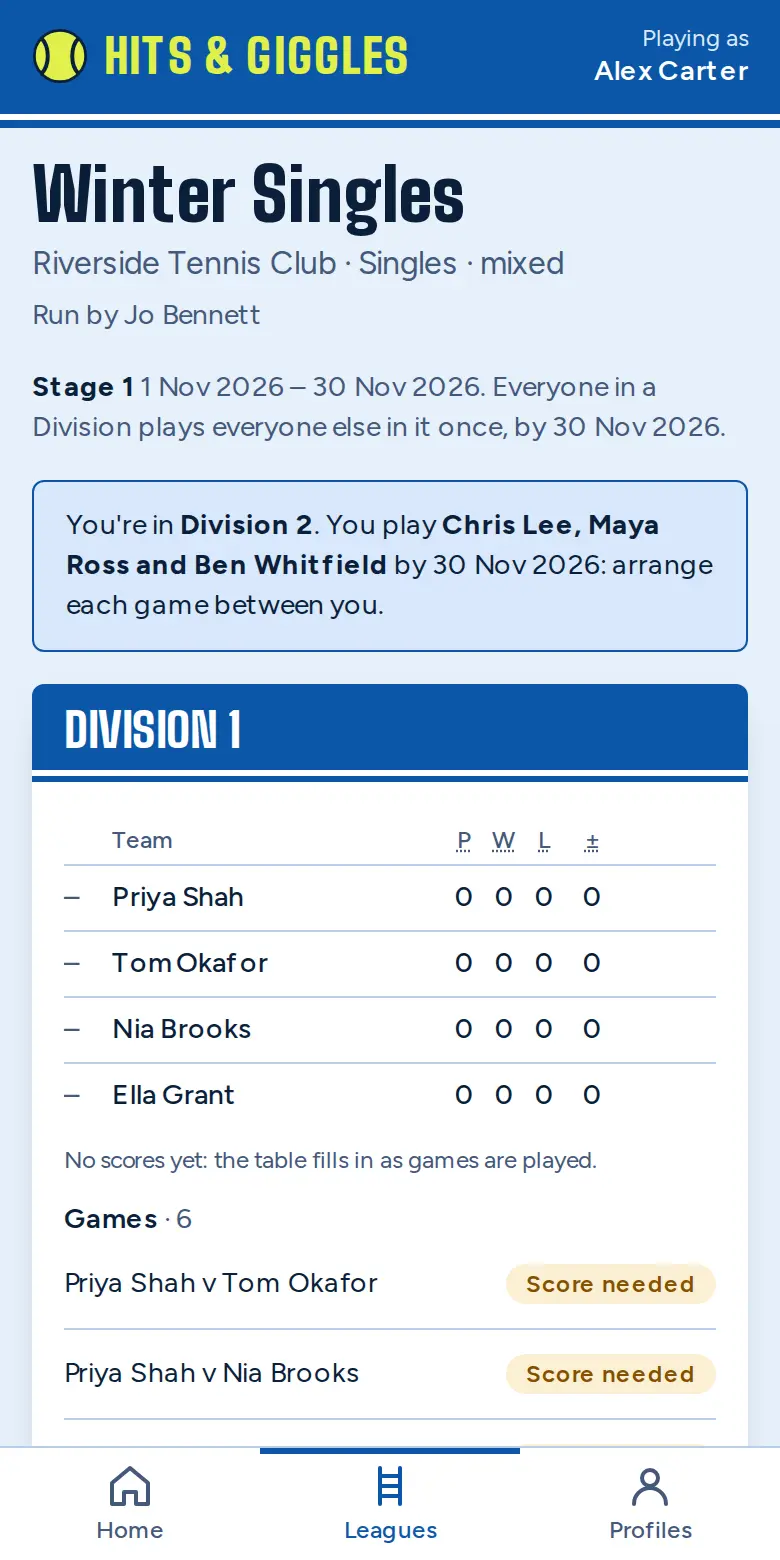 HITS & GIGGLES
Playing as
Alex Carter
Winter Singles
Riverside Tennis Club · Singles · mixed
Run by Jo Bennett
Stage 1 1 Nov 2026 – 30 Nov 2026. Everyone in a
Division plays everyone else in it once, by 30 Nov 2026.
You're in Division 2. You play Chris Lee, Maya
Ross and Ben Whitfield by 30 Nov 2026: arrange
each game between you.
DIVISION 1
Team P W L ±
– Priya Shah 0 0 0 0
– Tom Okafor 0 0 0 0
– Nia Brooks 0 0 0 0
– Ella Grant 0 0 0 0
No scores yet: the table fills in as games are played.
Games · 6
Priya Shah v Tom Okafor Score needed
Priya Shah v Nia Brooks Score needed
Home Leagues Profiles